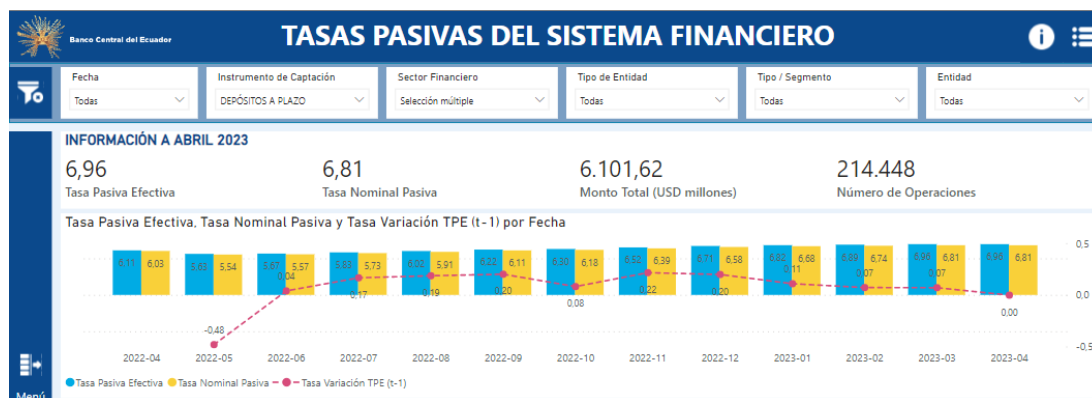 Banco Central del Ecuador
TASAS PASIVAS DEL SISTEMA FINANCIERO
Fecha Instrumento de Captación Sector Financiero Tipo de Entidad Tipo / Segmento Entidad
Todas DEPÓSITOS A PLAZO Selección múltiple Todas Todas Todas
INFORMACIÓN A ABRIL 2023
6,96 6,81 6.101,62 214.448
Tasa Pasiva Efectiva Tasa Nominal Pasiva Monto Total (USD millones) Número de Operaciones
Tasa Pasiva Efectiva, Tasa Nominal Pasiva y Tasa Variación TPE (t-1) por Fecha
0,5
6,11 6,03 5,63 5,54 5,67 5,57 5,83 5,73 6,02 5,91 6,22 6,11 6,30 6,18 6,52 6,39 6,71 6,58 6,82 6,68 6,89 6,74 6,96 6,81 6,96 6,81
-0,48 0,04 0,17 0,19 0,20 0,08 0,22 0,20 0,11 0,07 0,07 0,00
0,0
-0,5
2022-04 2022-05 2022-06 2022-07 2022-08 2022-09 2022-10 2022-11 2022-12 2023-01 2023-02 2023-03 2023-04
Tasa Pasiva Efectiva Tasa Nominal Pasiva Tasa Variación TPE (t-1)
Menú